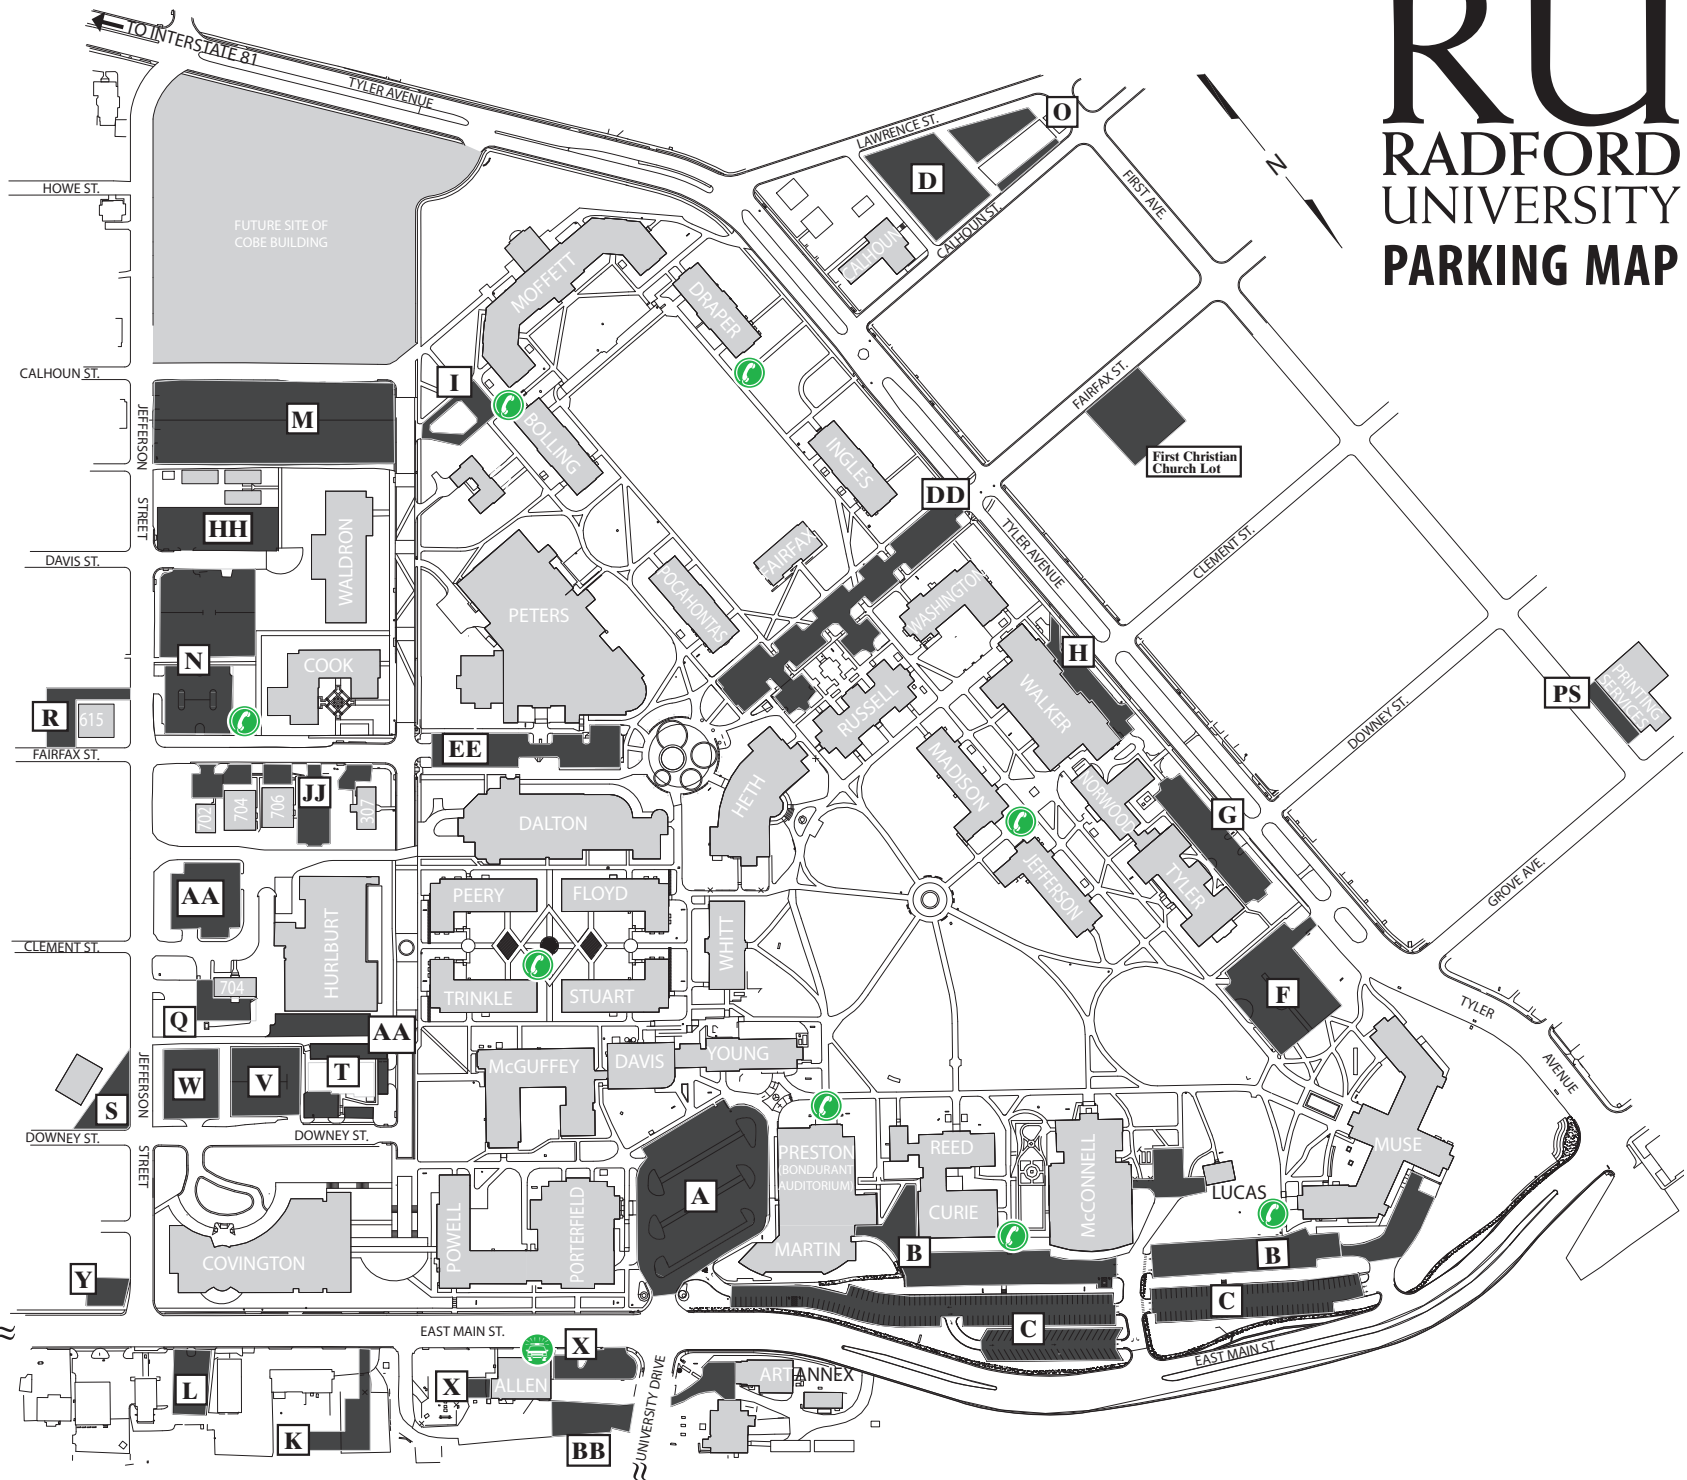 RU
RADFORD
UNIVERSITY
PARKING MAP
TO INTERSTATE 81
TYLER AVENUE
LAWRENCE ST.
O
D
N
FIRST AVE.
HOWE ST.
CALHOUN ST.
CALHOUN
FUTURE SITE OF
COBE BUILDING
MOFFETT
DRAPER
CALHOUN ST.
I
FAIRFAX ST.
JEFFERSON
STREET
M
BOLLING
INGLES
First Christian
Church Lot
DD
HH
WALDRON
TYLER AVENUE
CLEMENT ST.
DAVIS ST.
FAIRFAX
POCAHONTAS
WASHINGTON
PETERS
N
COOK
H
WALKER
RUSSELL
PS
PRINTING
SERVICES
R
615
DOWNEY ST.
FAIRFAX ST.
EE
MADISON
HETH
NORWOOD
702
704
706
JJ
307
DALTON
G
JEFFERSON
TYLER
GROVE AVE.
AA
PEERY
FLOYD
HURLBURT
WHITT
CLEMENT ST.
704
TRINKLE
STUART
F
TYLER
AVENUE
Q
AA
JEFFERSON
STREET
S
W
V
T
McGUFFEY
DAVIS
YOUNG
DOWNEY ST.
DOWNEY ST.
PRESTON
(BONDURANT
AUDITORIUM)
REED
McCONNELL
MUSE
A
LUCAS
CURIE
POWELL
PORTERFIELD
COVINGTON
MARTIN
B
B
Y
C
C
EAST MAIN ST.
X
EAST MAIN ST.
UNIVERSITY DRIVE
L
X
ALLEN
ART ANNEX
K
BB